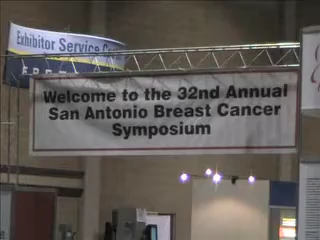 Exhibitor Service
Welcome to the 32nd Annual
San Antonio Breast Cancer
Symposium